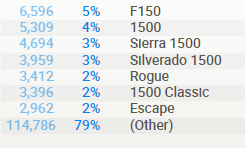 6,596 5% F150
5,309 4% 1500
4,694 3% Sierra 1500
3,959 3% Silverado 1500
3,412 2% Rogue
3,396 2% 1500 Classic
2,962 2% Escape
114,786 79% (Other)